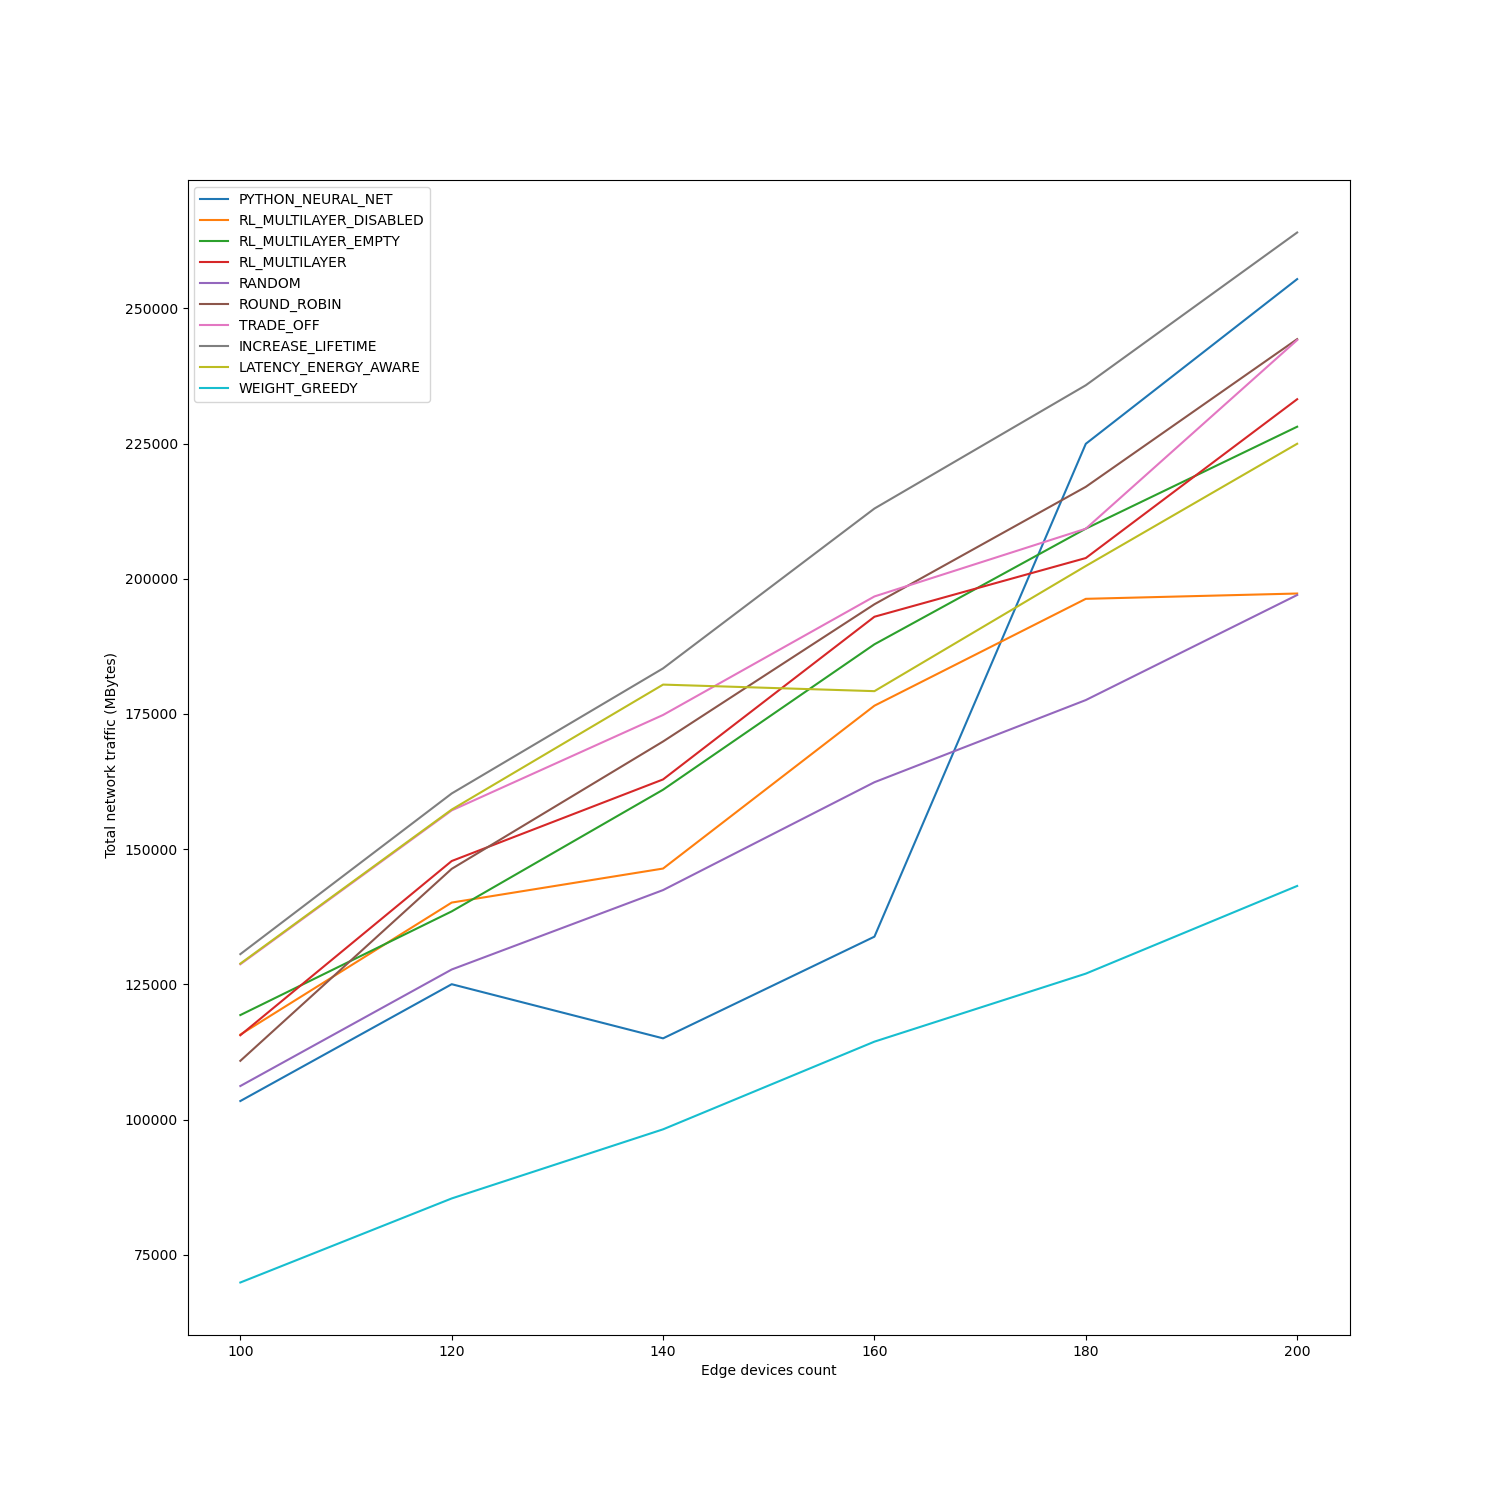 PYTHON_NEURAL_NET
RL_MULTILAYER_DISABLED
RL_MULTILAYER_EMPTY
RL_MULTILAYER
RANDOM
ROUND_ROBIN
TRADE_OFF
INCREASE_LIFETIME
LATENCY_ENERGY_AWARE
WEIGHT_GREEDY
250000
225000
200000
175000
150000
125000
100000
75000
Total network traffic (MBytes)
100 120 140 160 180 200
Edge devices count